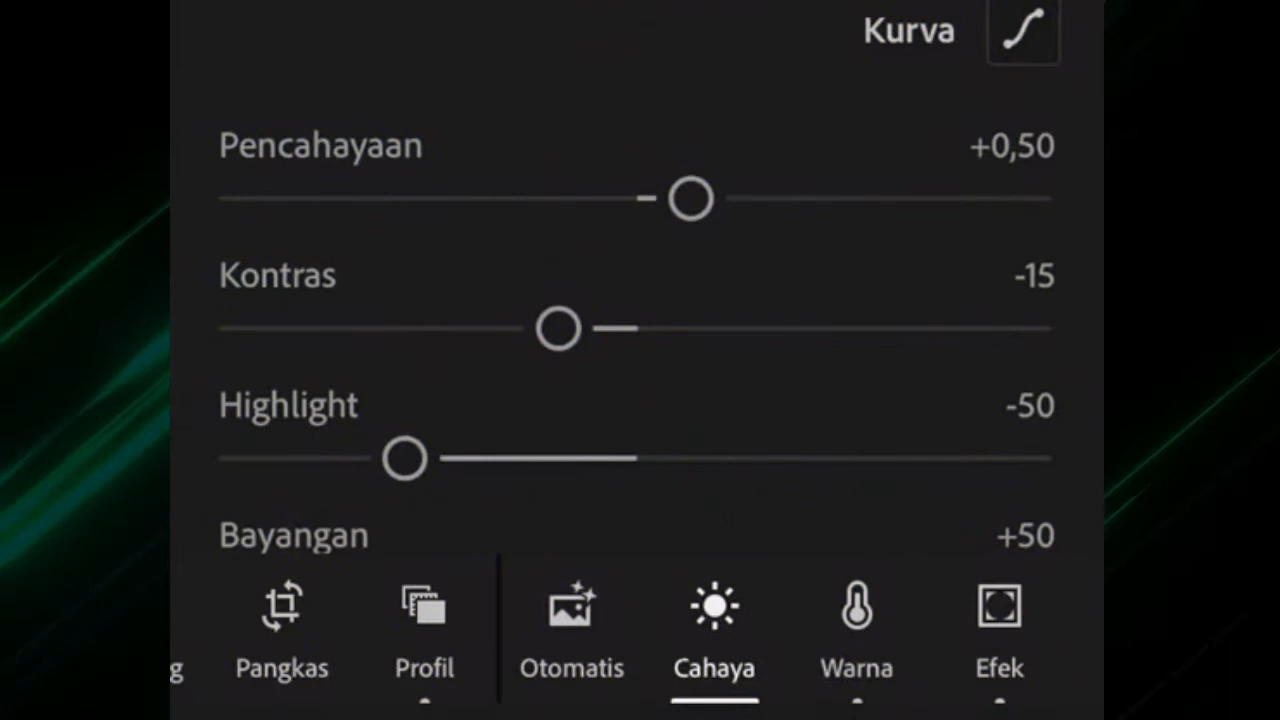 Kurva
Pencahayaan +0,50
Kontras -15
Highlight -50
Bayangan +50
g Pangkas Profil Otomatis Cahaya Warna Efek